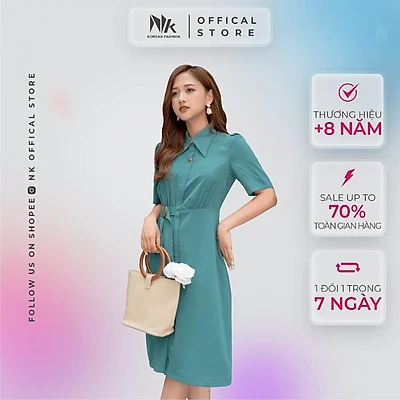 NK
KOREAN FASHION
OFFICAL
STORE
FOLLOW US ON SHOPEE NK OFFICAL STORE
THƯƠNG HIỆU
+8 NĂM
SALE UP TO
70%
TOÀN GIAN HÀNG
1 ĐỔI 1 TRONG
7 NGÀY